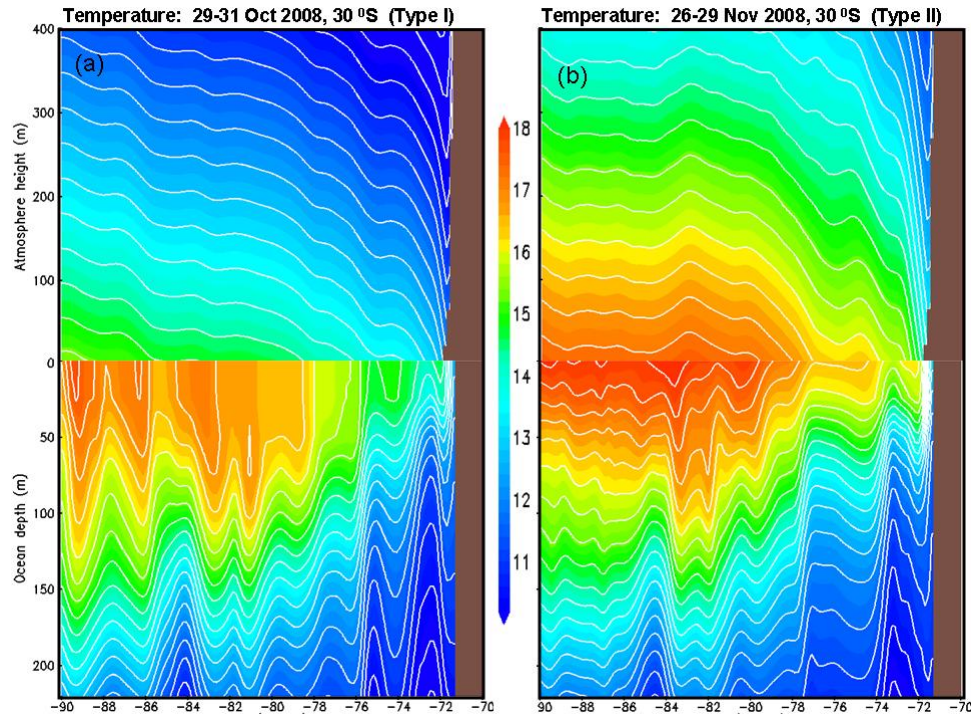 Temperature: 29-31 Oct 2008, 30 ⁰S (Type I)
Temperature: 26-29 Nov 2008, 30 ⁰S (Type II)
(a)
(b)
Atmosphere height (m)
400
300
200
100
0
Ocean depth (m)
50
100
150
200
18
17
16
15
14
13
12
11
-90 -88 -86 -84 -82 -80 -78 -76 -74 -72 -70
-90 -88 -86 -84 -82 -80 -78 -76 -74 -72 -70